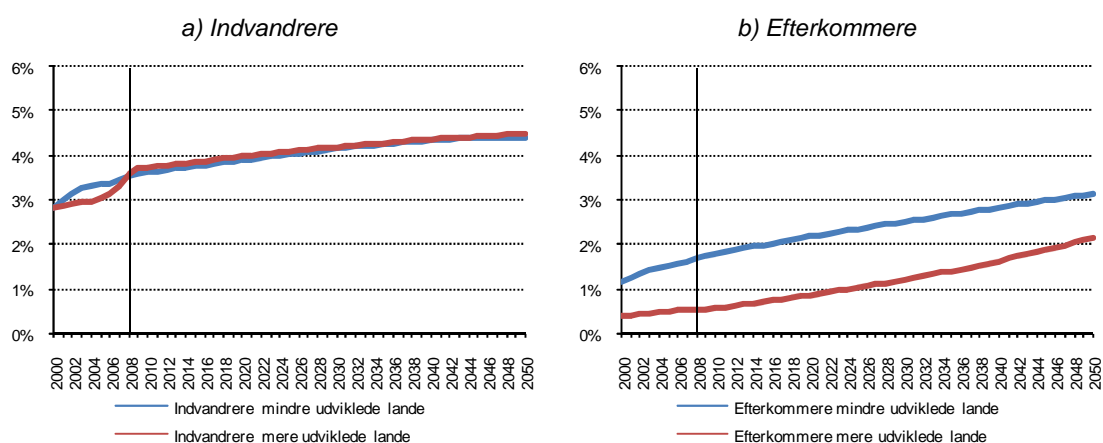 a) Indvandrere
6%
5%
4%
3%
2%
1%
0%
2000 2002 2004 2006 2008 2010 2012 2014 2016 2018 2020 2022 2024 2026 2028 2030 2032 2034 2036 2038 2040 2042 2044 2046 2048 2050
Indvandrere mindre udviklede lande
Indvandrere mere udviklede lande
b) Efterkommere
6%
5%
4%
3%
2%
1%
0%
2000 2002 2004 2006 2008 2010 2012 2014 2016 2018 2020 2022 2024 2026 2028 2030 2032 2034 2036 2038 2040 2042 2044 2046 2048 2050
Efterkommere mindre udviklede lande
Efterkommere mere udviklede lande